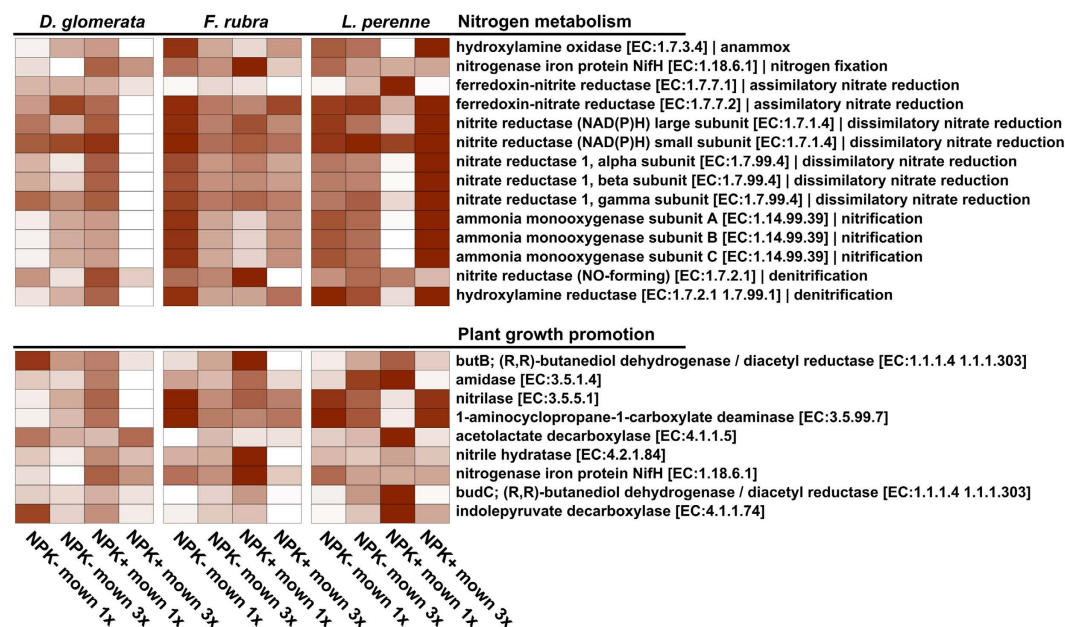 D. glomerata F. rubra L. perenne Nitrogen metabolism
hydroxylamine oxidase [EC:1.7.3.4] | anammox
nitrogenase iron protein NifH [EC:1.18.6.1] | nitrogen fixation
ferredoxin-nitrite reductase [EC:1.7.7.1] | assimilatory nitrate reduction
ferredoxin-nitrate reductase [EC:1.7.7.2] | assimilatory nitrate reduction
nitrite reductase (NAD(P)H) large subunit [EC:1.7.1.4] | dissimilatory nitrate reduction
nitrite reductase (NAD(P)H) small subunit [EC:1.7.1.4] | dissimilatory nitrate reduction
nitrate reductase 1, alpha subunit [EC:1.7.99.4] | dissimilatory nitrate reduction
nitrate reductase 1, beta subunit [EC:1.7.99.4] | dissimilatory nitrate reduction
nitrate reductase 1, gamma subunit [EC:1.7.99.4] | dissimilatory nitrate reduction
ammonia monooxygenase subunit A [EC:1.14.99.39] | nitrification
ammonia monooxygenase subunit B [EC:1.14.99.39] | nitrification
ammonia monooxygenase subunit C [EC:1.14.99.39] | nitrification
nitrite reductase (NO-forming) [EC:1.7.2.1] | denitrification
hydroxylamine reductase [EC:1.7.2.1 1.7.99.1] | denitrification
Plant growth promotion
butB; (R,R)-butanediol dehydrogenase / diacetyl reductase [EC:1.1.1.4 1.1.1.303]
amidase [EC:3.5.1.4]
nitrilase [EC:3.5.5.1]
1-aminocyclopropane-1-carboxylate deaminase [EC:3.5.99.7]
acetolactate decarboxylase [EC:4.1.1.5]
nitrile hydratase [EC:4.2.1.84]
nitrogenase iron protein NifH [EC:1.18.6.1]
budC; (R,R)-butanediol dehydrogenase / diacetyl reductase [EC:1.1.1.4 1.1.1.303]
indolepyruvate decarboxylase [EC:4.1.1.74]
NPK- mown 1x
NPK- mown 3x
NPK+ mown 1x
NPK+ mown 3x
NPK- mown 1x
NPK- mown 3x
NPK+ mown 1x
NPK+ mown 3x
NPK- mown 1x
NPK- mown 3x
NPK+ mown 1x
NPK+ mown 3x